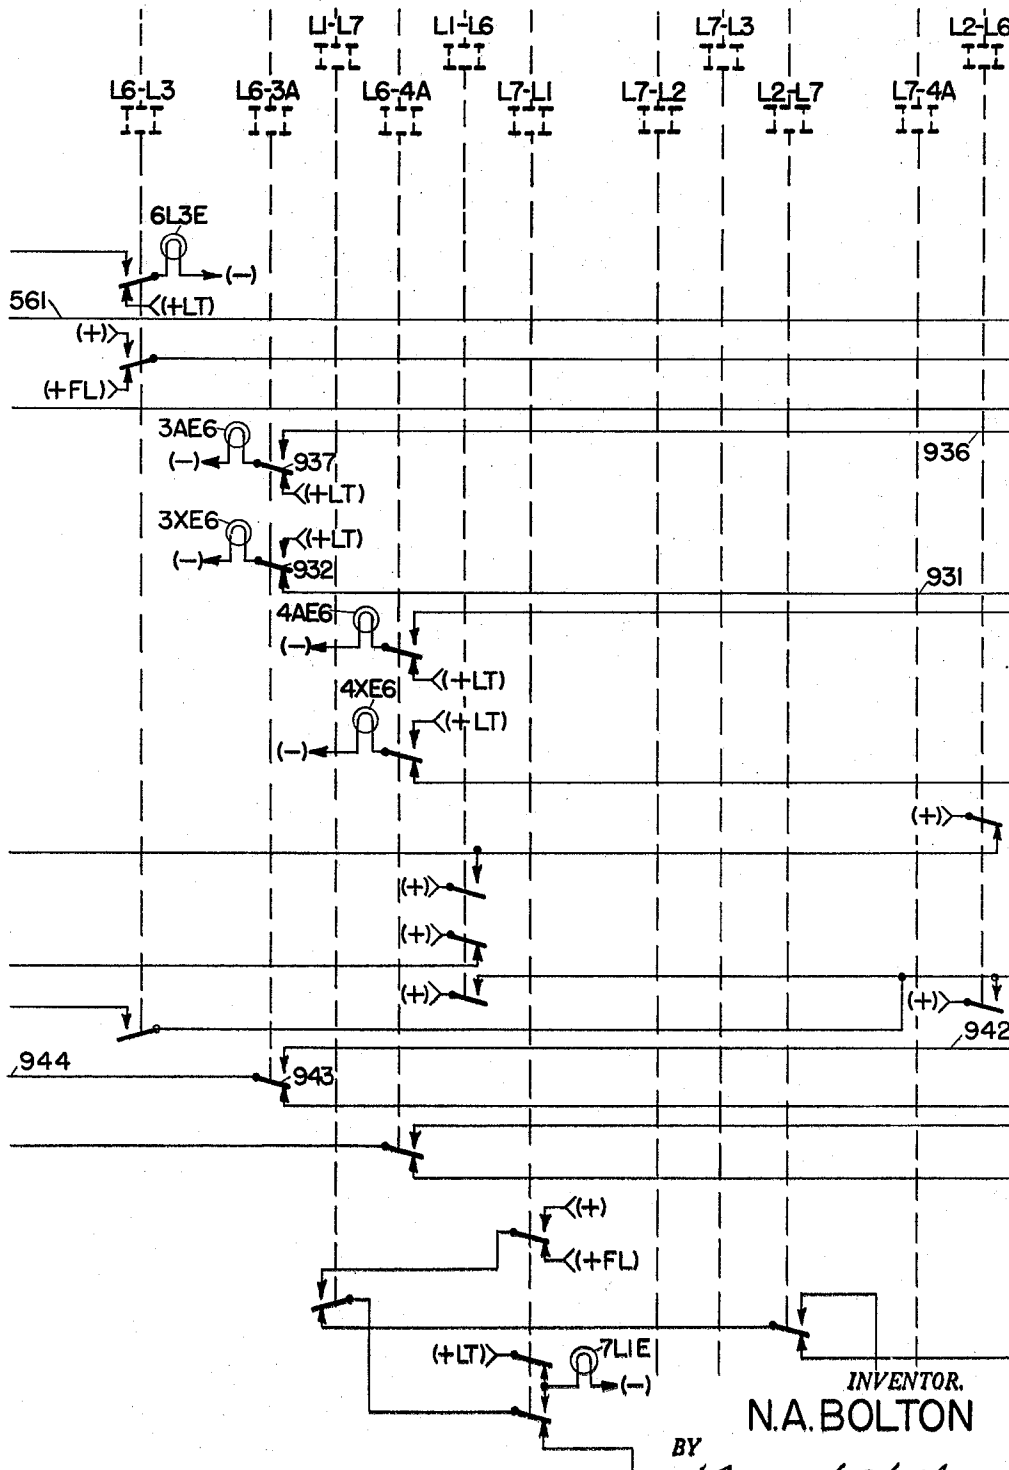 L1-L7 L1-L6 L7-L3 L2-L6
L6-L3 L6-3A L6-4A L7-L1 L7-L2 L2-L7 L7-4A
6L3E
(−)
561 (+LT)
(+)
(+FL)
3AE6
(−) 937 936
(+LT)
3XE6 (+LT)
(−) 932
931
4AE6
(−)
(+LT)
4XE6 (+LT)
(−)
(+)
(+)
(+)
(+) (+)
942
944 943
(+)
(+FL)
(+LT) 7L1E
(−)
INVENTOR.
N.A. BOLTON
BY